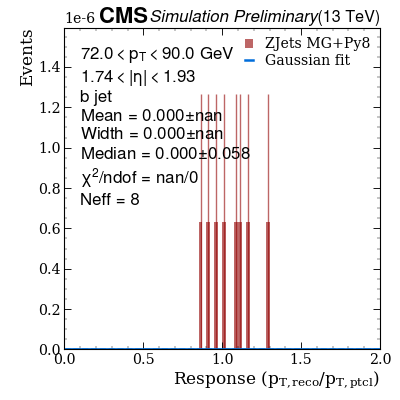 1e-6 CMS Simulation Preliminary (13 TeV)
Events
72.0 < pT < 90.0 GeV
1.74 < |η| < 1.93
b jet
Mean = 0.000±nan
Width = 0.000±nan
Median = 0.000±0.058
χ²/ndof = nan/0
Neff = 8
ZJets MG+Py8
Gaussian fit
1.4
1.2
1.0
0.8
0.6
0.4
0.2
0.0
0.0 0.5 1.0 1.5 2.0
Response (pT,reco/pT,ptcl)